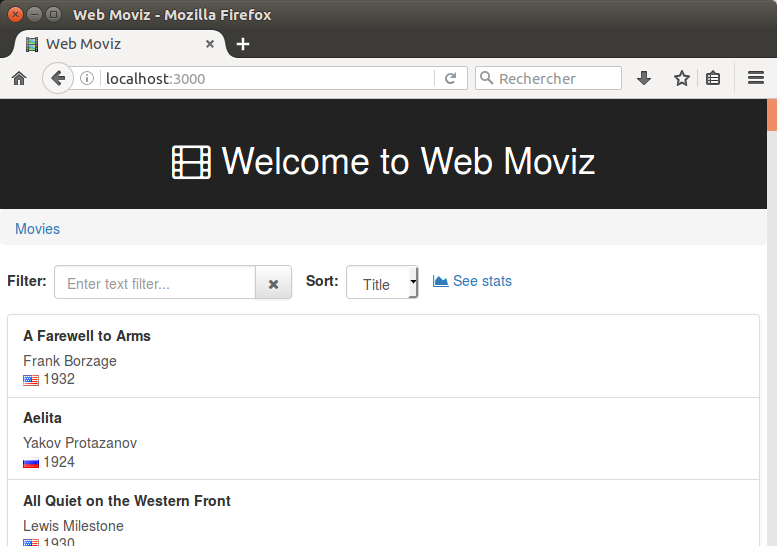 Web Moviz - Mozilla Firefox
Web Moviz
localhost:3000
Rechercher
Welcome to Web Moviz
Movies
Filter: Enter text filter... Sort: Title See stats
A Farewell to Arms
Frank Borzage
1932
Aelita
Yakov Protazanov
1924
All Quiet on the Western Front
Lewis Milestone
1930